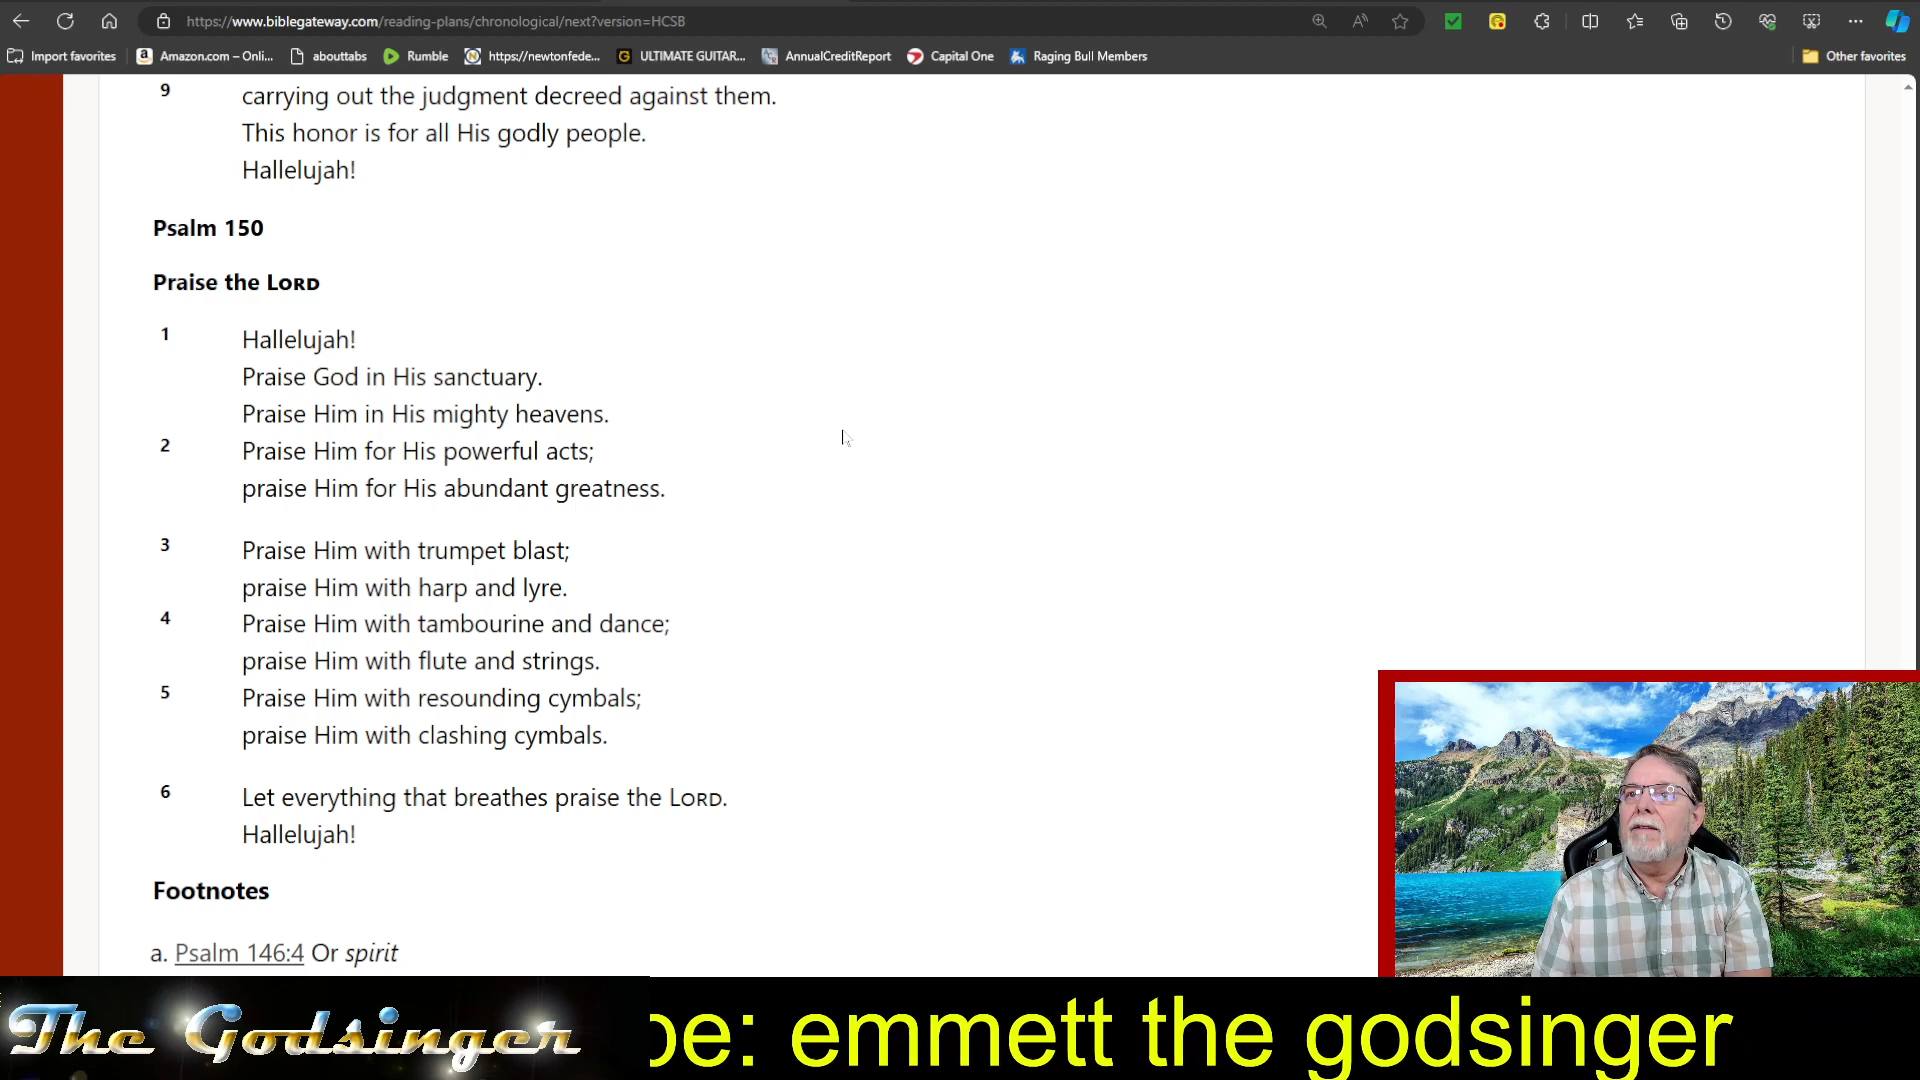 https://www.biblegateway.com/reading-plans/chronological/next?version=HCSB
Import favorites
Amazon.com – Onli...
abouttabs
Rumble
https://newtonfede...
ULTIMATE GUITAR...
AnnualCreditReport
Capital One
Raging Bull Members
Other favorites
9 carrying out the judgment decreed against them.
This honor is for all His godly people.
Hallelujah!
Psalm 150
Praise the LORD
1 Hallelujah!
Praise God in His sanctuary.
Praise Him in His mighty heavens.
2 Praise Him for His powerful acts;
praise Him for His abundant greatness.
3 Praise Him with trumpet blast;
praise Him with harp and lyre.
4 Praise Him with tambourine and dance;
praise Him with flute and strings.
5 Praise Him with resounding cymbals;
praise Him with clashing cymbals.
6 Let everything that breathes praise the LORD.
Hallelujah!
Footnotes
a. Psalm 146:4 Or spirit
The Godsinger
be: emmett the godsinger